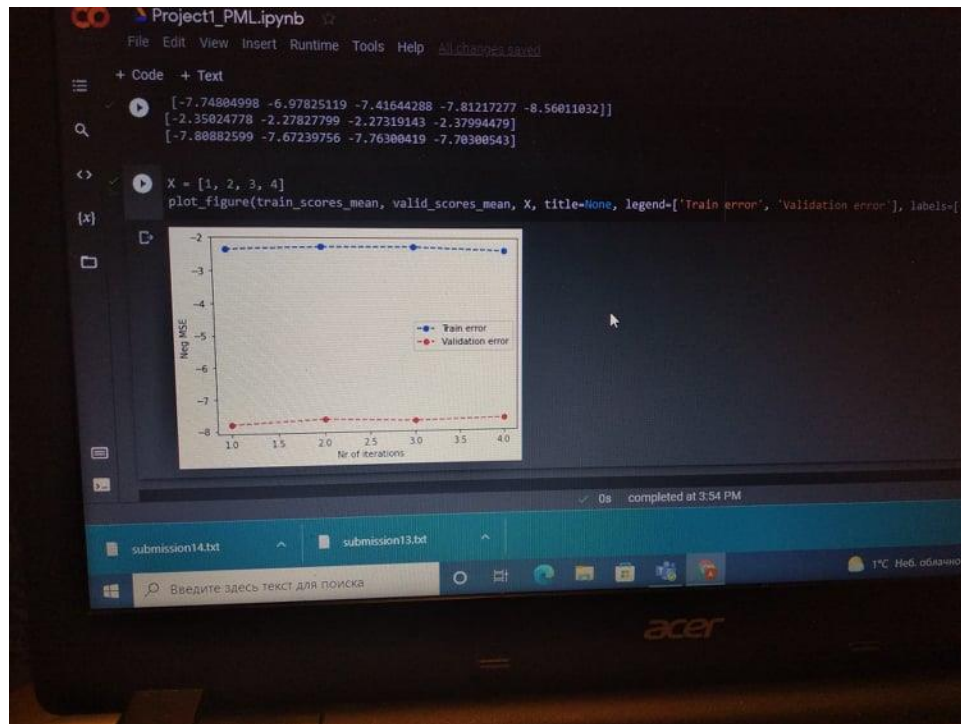 Project1_PML.ipynb
File Edit View Insert Runtime Tools Help All changes saved
+ Code + Text
[-7.74804998 -6.97825119 -7.41644288 -7.81217277 -8.56011032]]
[-2.35024778 -2.27827799 -2.27319143 -2.37994479]
[-7.80882599 -7.67239756 -7.76300419 -7.70300543]
X = [1, 2, 3, 4]
plot_figure(train_scores_mean, valid_scores_mean, X, title=None, legend=['Train error', 'Validation error'], labels=[
{x}
−2
−3
−4
−5
−6
−7
−8
Neg MSE
Train error
Validation error
1.0 1.5 2.0 2.5 3.0 3.5 4.0
Nr of iterations
0s completed at 3:54 PM
submission14.txt
submission13.txt
Введите здесь текст для поиска
1°C Неб. облачно
acer